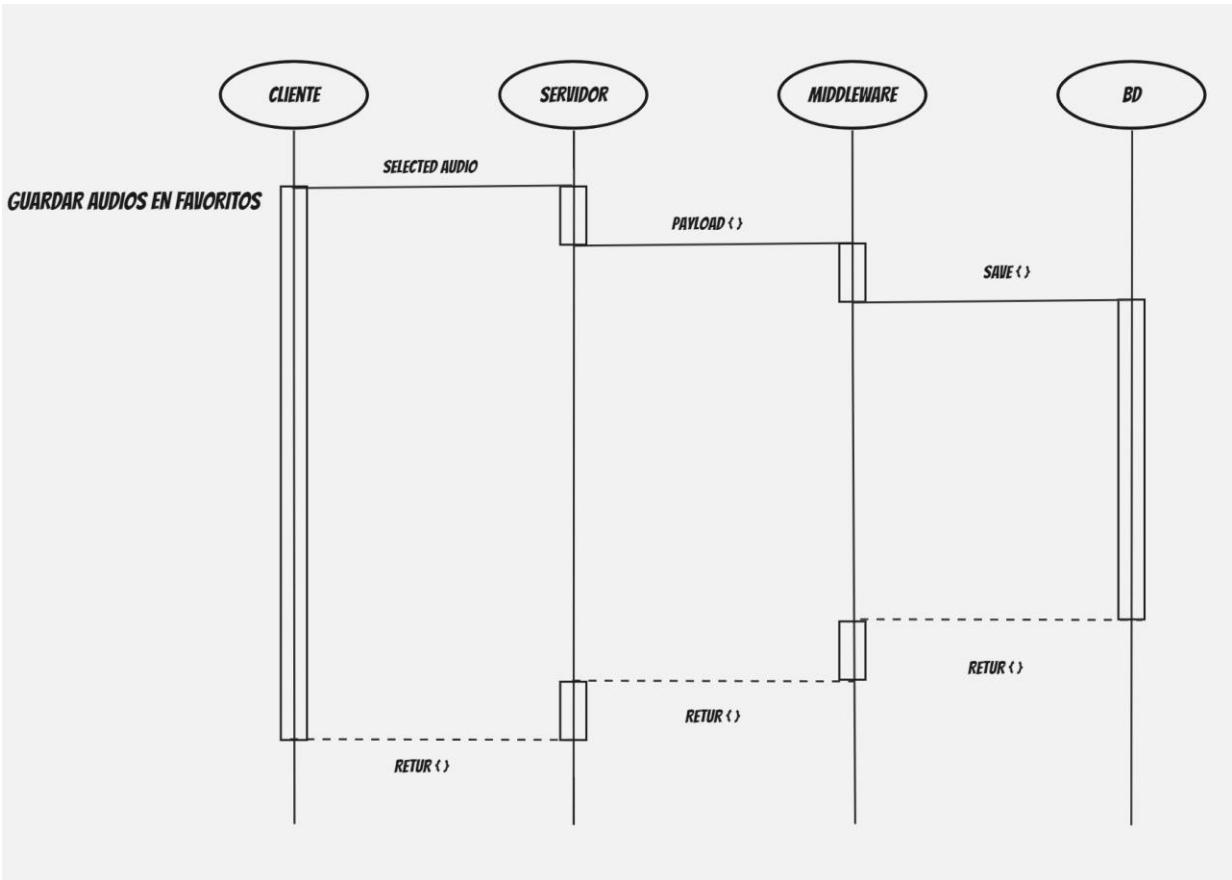 CLIENTE
SERVIDOR
MIDDLEWARE
BD
SELECTED AUDIO
GUARDAR AUDIOS EN FAVORITOS
PAYLOAD { }
SAVE { }
RETUR { }
RETUR { }
RETUR { }